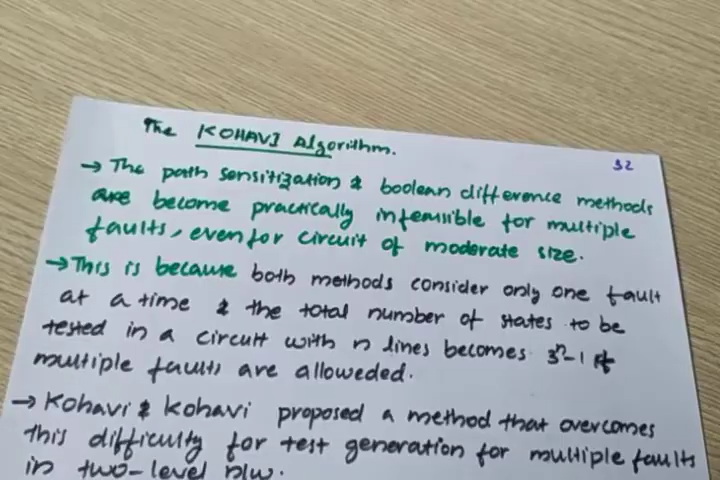 The KOHAVI Algorithm.
32
→ The path sensitization & boolean difference methods
are become practically infeasible for multiple
faults, even for circuit of moderate size.
→ This is because both methods consider only one fault
at a time & the total number of states to be
tested in a circuit with n lines becomes 3ⁿ-1 if
multiple faults are alloweded.
→ Kohavi & kohavi proposed a method that overcomes
this difficulty for test generation for multiple faults
in two-level n/w.